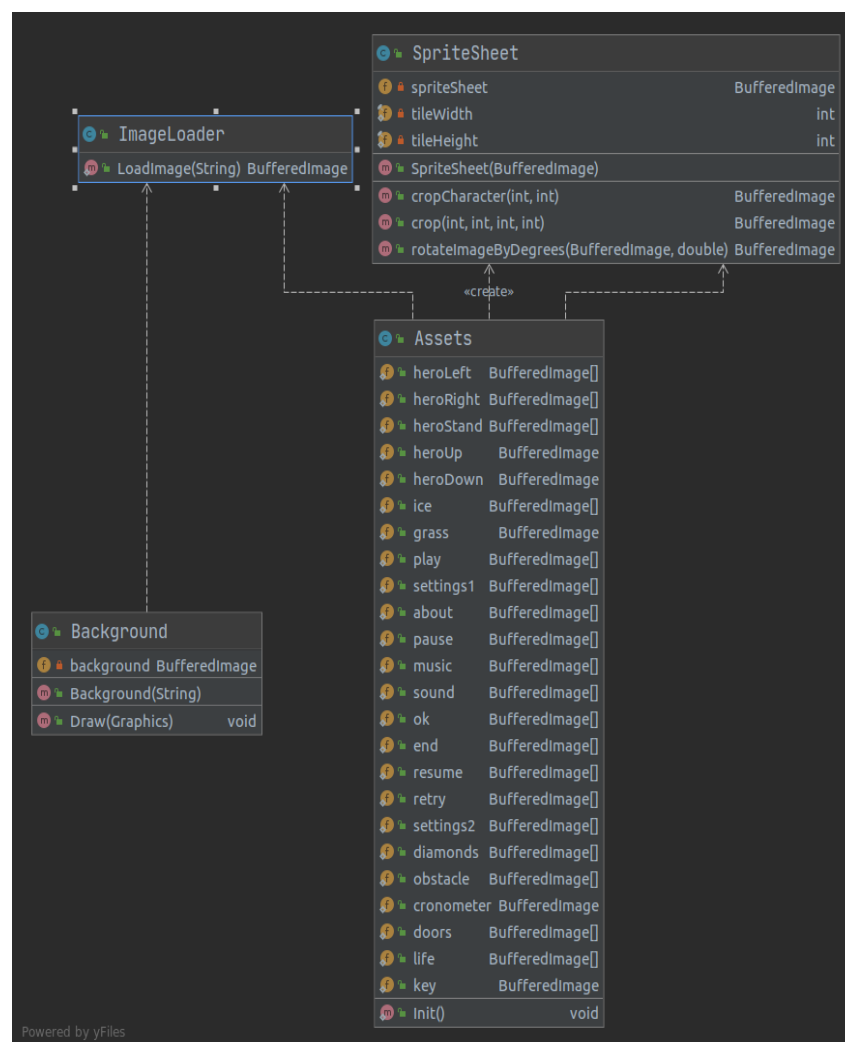 SpriteSheet
spriteSheet BufferedImage
tileWidth int
tileHeight int
SpriteSheet(BufferedImage)
cropCharacter(int, int) BufferedImage
crop(int, int, int, int) BufferedImage
rotateImageByDegrees(BufferedImage, double) BufferedImage
ImageLoader
LoadImage(String) BufferedImage
«create»
Assets
heroLeft BufferedImage[]
heroRight BufferedImage[]
heroStand BufferedImage[]
heroUp BufferedImage
heroDown BufferedImage
ice BufferedImage[]
grass BufferedImage
play BufferedImage[]
settings1 BufferedImage[]
about BufferedImage[]
pause BufferedImage[]
music BufferedImage[]
sound BufferedImage[]
ok BufferedImage[]
end BufferedImage[]
resume BufferedImage[]
retry BufferedImage[]
settings2 BufferedImage[]
diamonds BufferedImage[]
obstacle BufferedImage[]
cronometer BufferedImage
doors BufferedImage[]
life BufferedImage[]
key BufferedImage
Init() void
Background
background BufferedImage
Background(String)
Draw(Graphics) void
Powered by yFiles